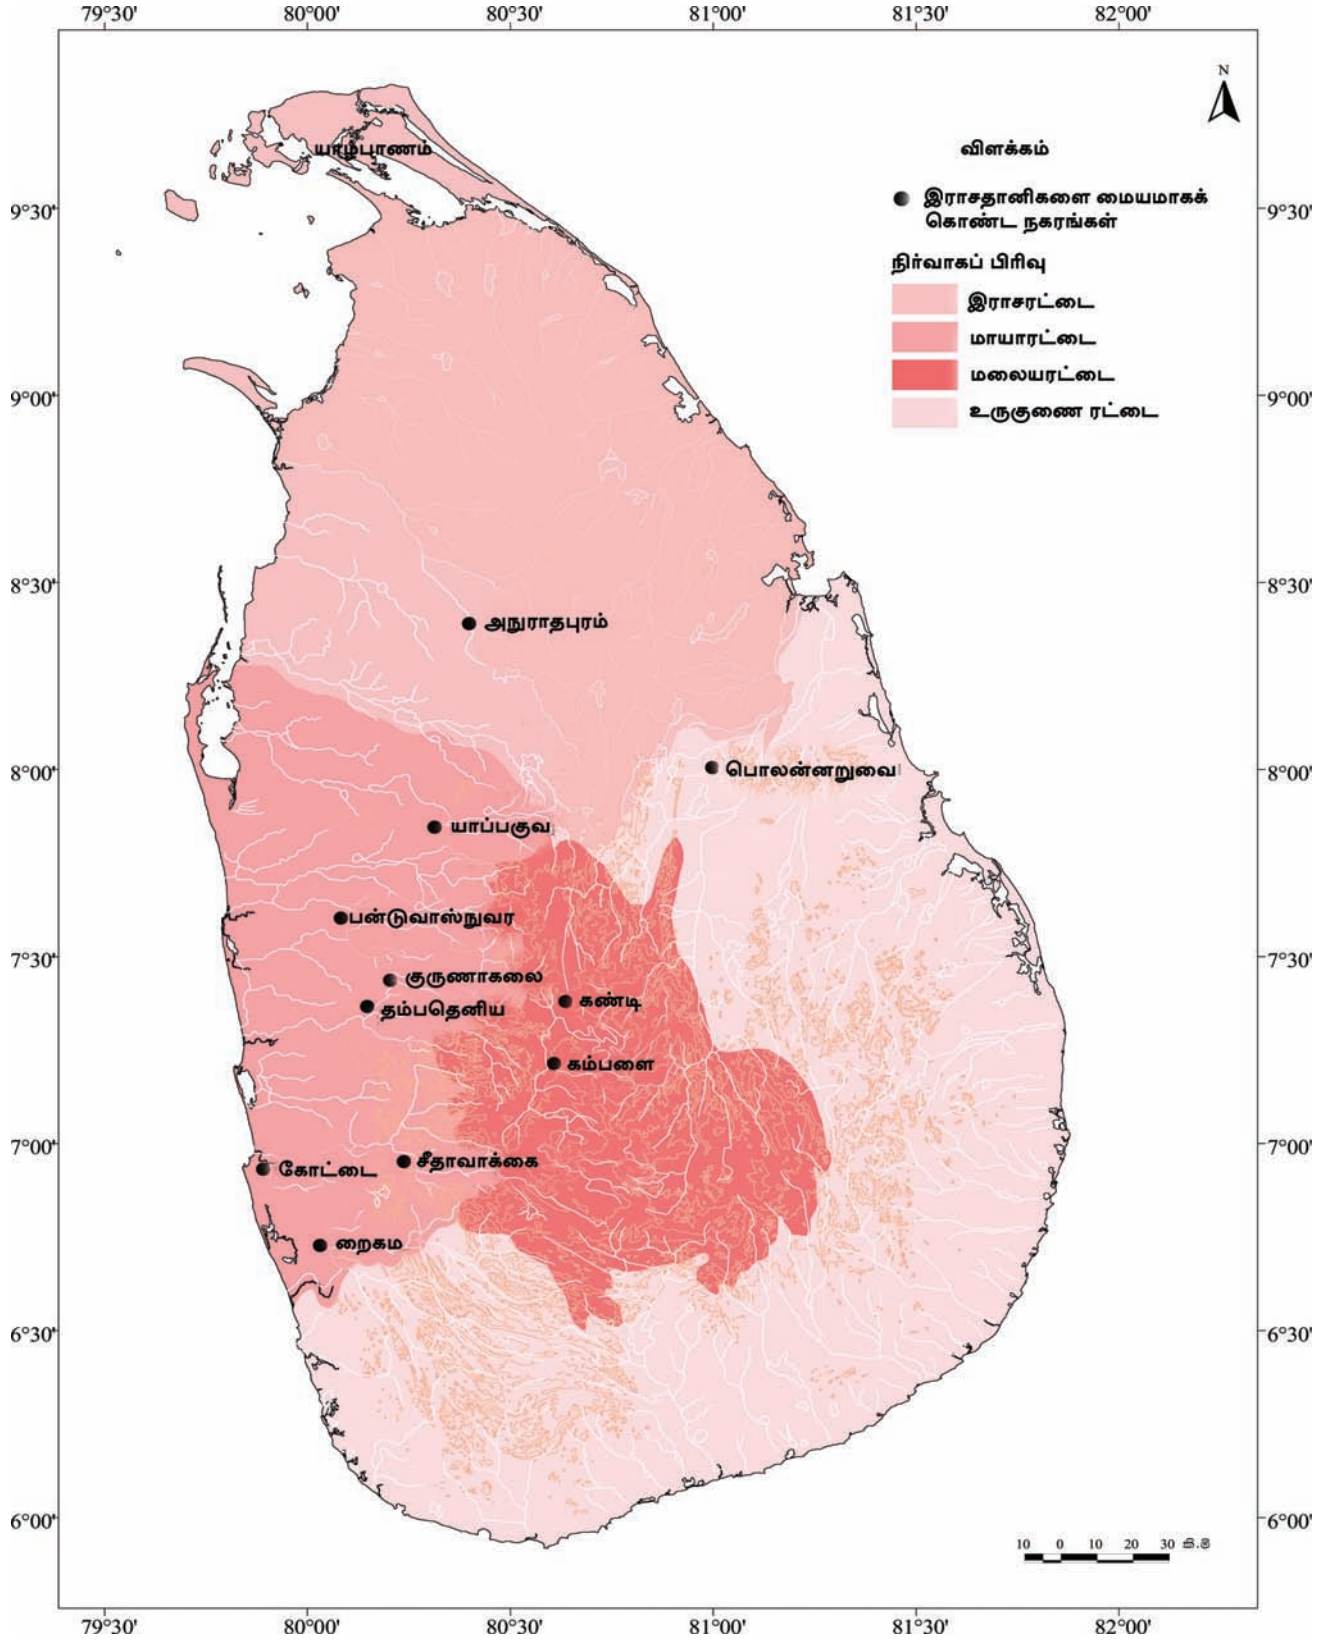 79°30' 80°00' 80°30' 81°00' 81°30' 82°00'
N
யாழ்ப்பாணம்
விளக்கம்
இராசதானிகளை மையமாகக்
கொண்ட நகரங்கள்
நிர்வாகப் பிரிவு
இராசரட்டை
மாயாரட்டை
மலையரட்டை
உருகுணை ரட்டை
9°30' 9°30'
9°00' 9°00'
8°30' 8°30'
அநுராதபுரம்
8°00' 8°00'
பொலன்னறுவை
யாப்பகுவ
பன்டுவாஸ்நுவர
7°30' 7°30'
குருணாகலை
தம்பதெனிய
கண்டி
கம்பளை
7°00' 7°00'
சீதாவாக்கை
கோட்டை
றைகம
6°30' 6°30'
6°00' 6°00'
10 0 10 20 30 கி.மீ
79°30' 80°00' 80°30' 81°00' 81°30' 82°00'